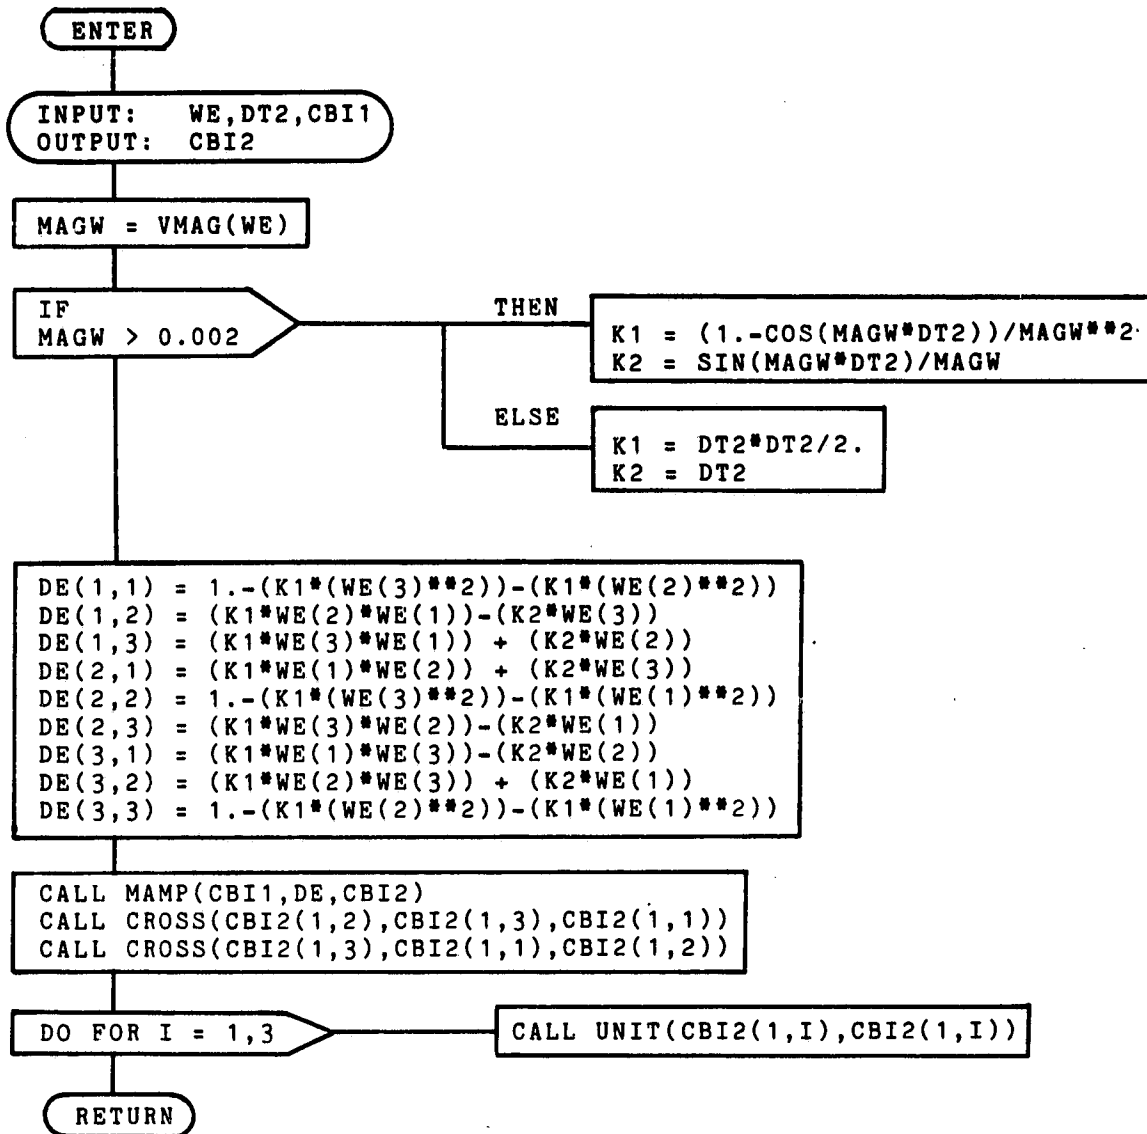 ENTER
INPUT: WE,DT2,CBI1
OUTPUT: CBI2
MAGW = VMAG(WE)
IF
MAGW > 0.002
THEN
K1 = (1.-COS(MAGW*DT2))/MAGW**2
K2 = SIN(MAGW*DT2)/MAGW
ELSE
K1 = DT2*DT2/2.
K2 = DT2
DE(1,1) = 1.-(K1*(WE(3)**2))-(K1*(WE(2)**2))
DE(1,2) = (K1*WE(2)*WE(1))-(K2*WE(3))
DE(1,3) = (K1*WE(3)*WE(1)) + (K2*WE(2))
DE(2,1) = (K1*WE(1)*WE(2)) + (K2*WE(3))
DE(2,2) = 1.-(K1*(WE(3)**2))-(K1*(WE(1)**2))
DE(2,3) = (K1*WE(3)*WE(2))-(K2*WE(1))
DE(3,1) = (K1*WE(1)*WE(3))-(K2*WE(2))
DE(3,2) = (K1*WE(2)*WE(3)) + (K2*WE(1))
DE(3,3) = 1.-(K1*(WE(2)**2))-(K1*(WE(1)**2))
CALL MAMP(CBI1,DE,CBI2)
CALL CROSS(CBI2(1,2),CBI2(1,3),CBI2(1,1))
CALL CROSS(CBI2(1,3),CBI2(1,1),CBI2(1,2))
DO FOR I = 1,3
CALL UNIT(CBI2(1,I),CBI2(1,I))
RETURN